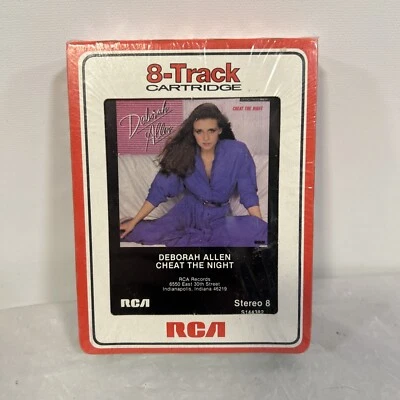 8-Track
CARTRIDGE
Deborah
Allen
CHEAT THE NIGHT
DEBORAH ALLEN
CHEAT THE NIGHT
RCA Records
6550 East 30th Street
Indianapolis, Indiana 46219
RCA
Stereo 8
S144382
RCA